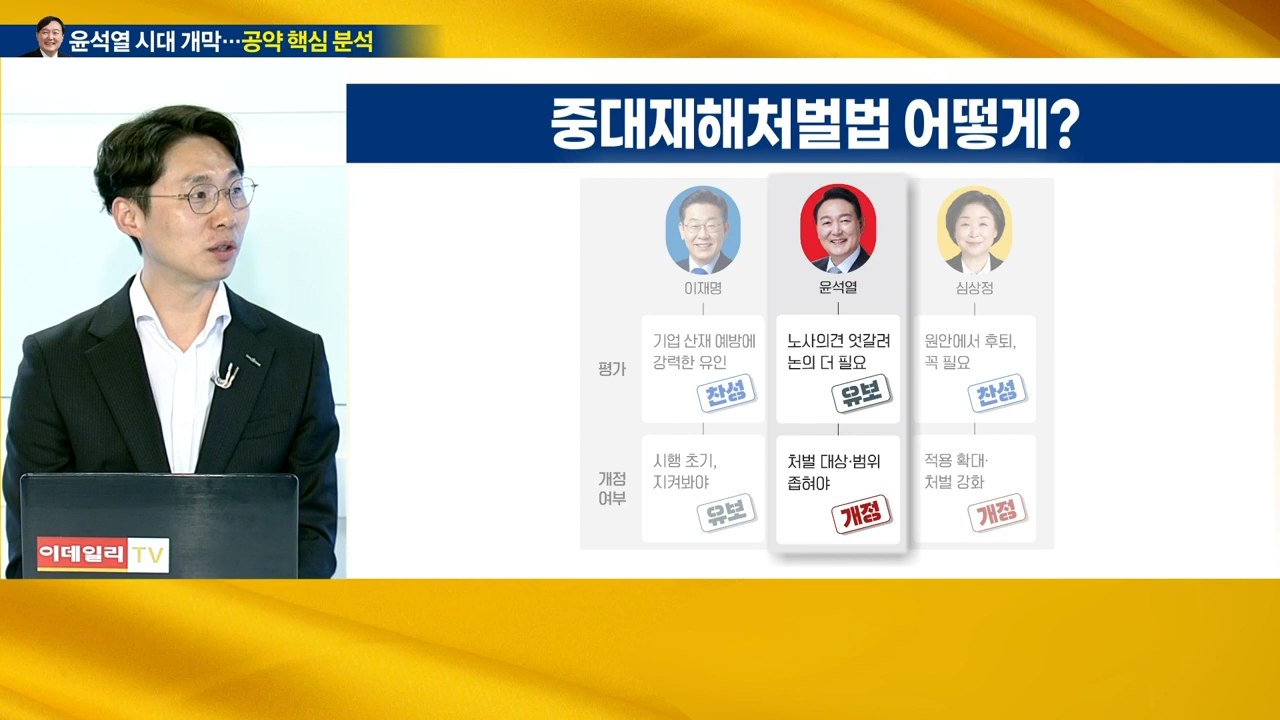 윤석열 시대 개막…공약 핵심 분석
중대재해처벌법 어떻게?
이재명
윤석열
심상정
평가
기업 산재 예방에
강력한 유인
찬성
노사의견 엇갈려
논의 더 필요
유보
원안에서 후퇴,
꼭 필요
찬성
개정
여부
시행 초기,
지켜봐야
유보
처벌 대상·범위
좁혀야
개정
적용 확대·
처벌 강화
개정
이데일리 TV